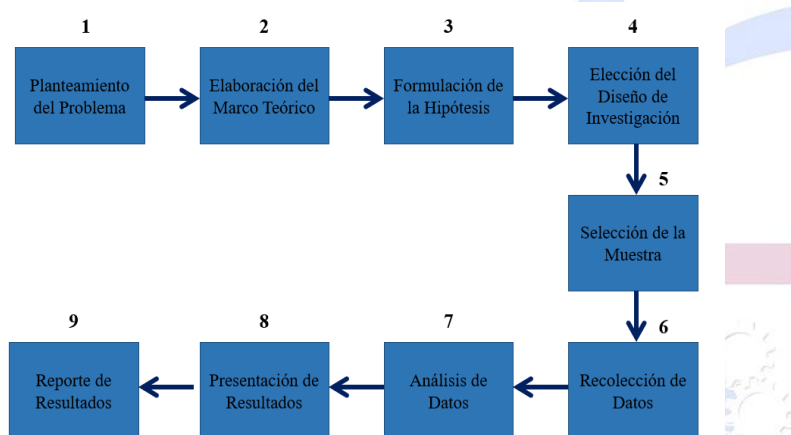 1
Planteamiento
del Problema
2
Elaboración del
Marco Teórico
3
Formulación de
la Hipótesis
4
Elección del
Diseño de
Investigación
5
Selección de la
Muestra
6
Recolección de
Datos
7
Análisis de
Datos
8
Presentación de
Resultados
9
Reporte de
Resultados